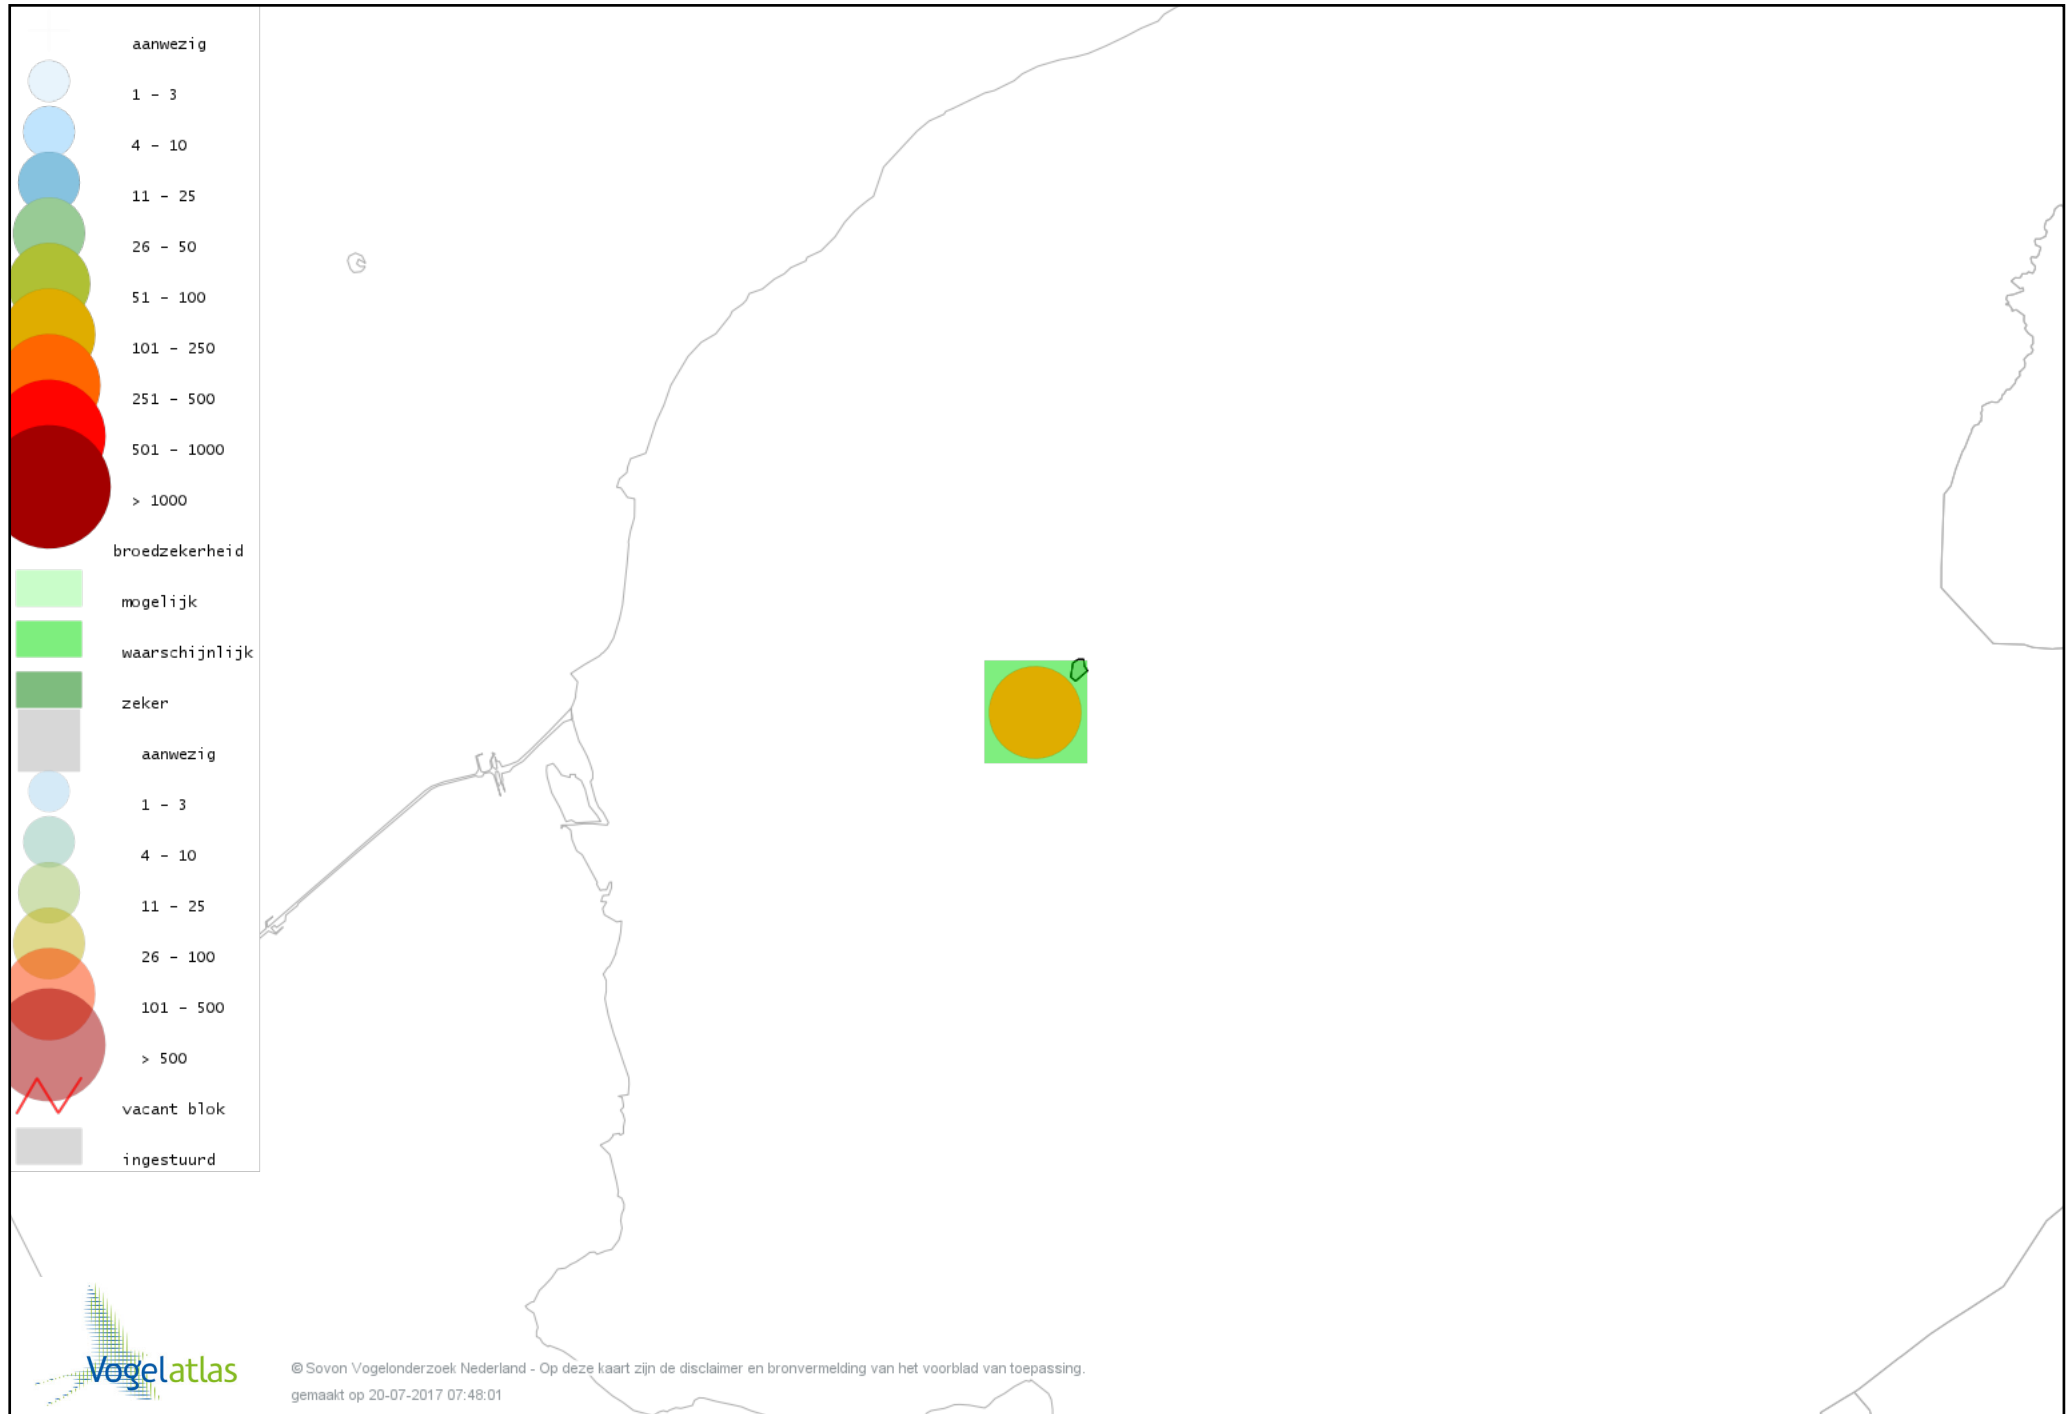 aanwezig
1 - 3
4 - 10
11 - 25
26 - 50
51 - 100
101 - 250
251 - 500
501 - 1000
> 1000
broedzekerheid
mogelijk
waarschijnlijk
zeker
aanwezig
1 - 3
4 - 10
11 - 25
26 - 100
101 - 500
> 500
vacant blok
ingestuurd
Vogelatlas
© Sovon Vogelonderzoek Nederland - Op deze kaart zijn de disclaimer en bronvermelding van het voorblad van toepassing.
gemaakt op 20-07-2017 07:48:01